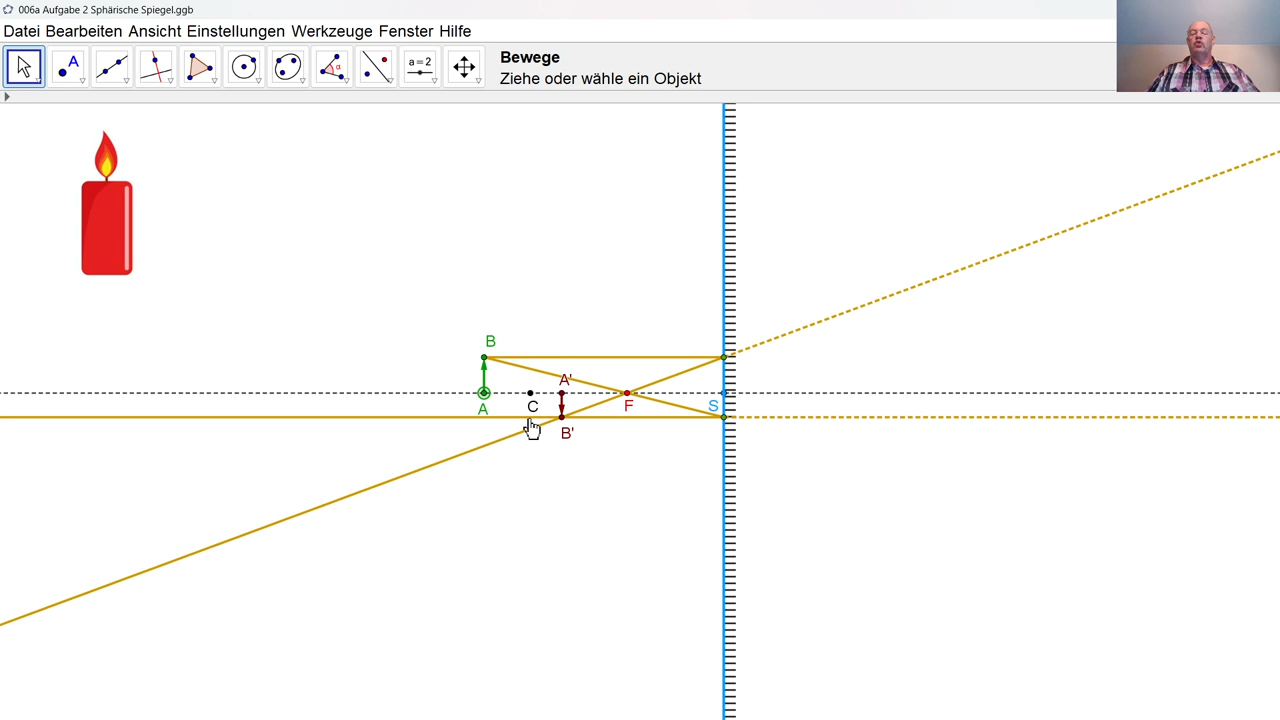 006a Aufgabe 2 Sphärische Spiegel.ggb
Datei Bearbeiten Ansicht Einstellungen Werkzeuge Fenster Hilfe
A
α
a=2
Bewege
Ziehe oder wähle ein Objekt
B
A'
A
C
F
S
B'